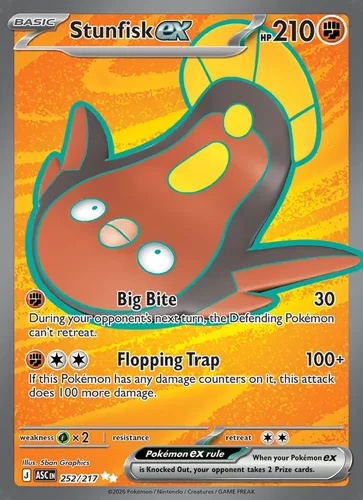 BASIC Stunfisk ex HP 210
Big Bite 30
During your opponent's next turn, the Defending Pokémon
can't retreat.
Flopping Trap 100+
If this Pokémon has any damage counters on it, this attack
does 100 more damage.
weakness ×2 resistance retreat
Illus. 5ban Graphics
Pokémon ex rule When your Pokémon ex
is Knocked Out, your opponent takes 2 Prize cards.
J ASC EN 252/217
©2026 Pokémon / Nintendo / Creatures / GAME FREAK